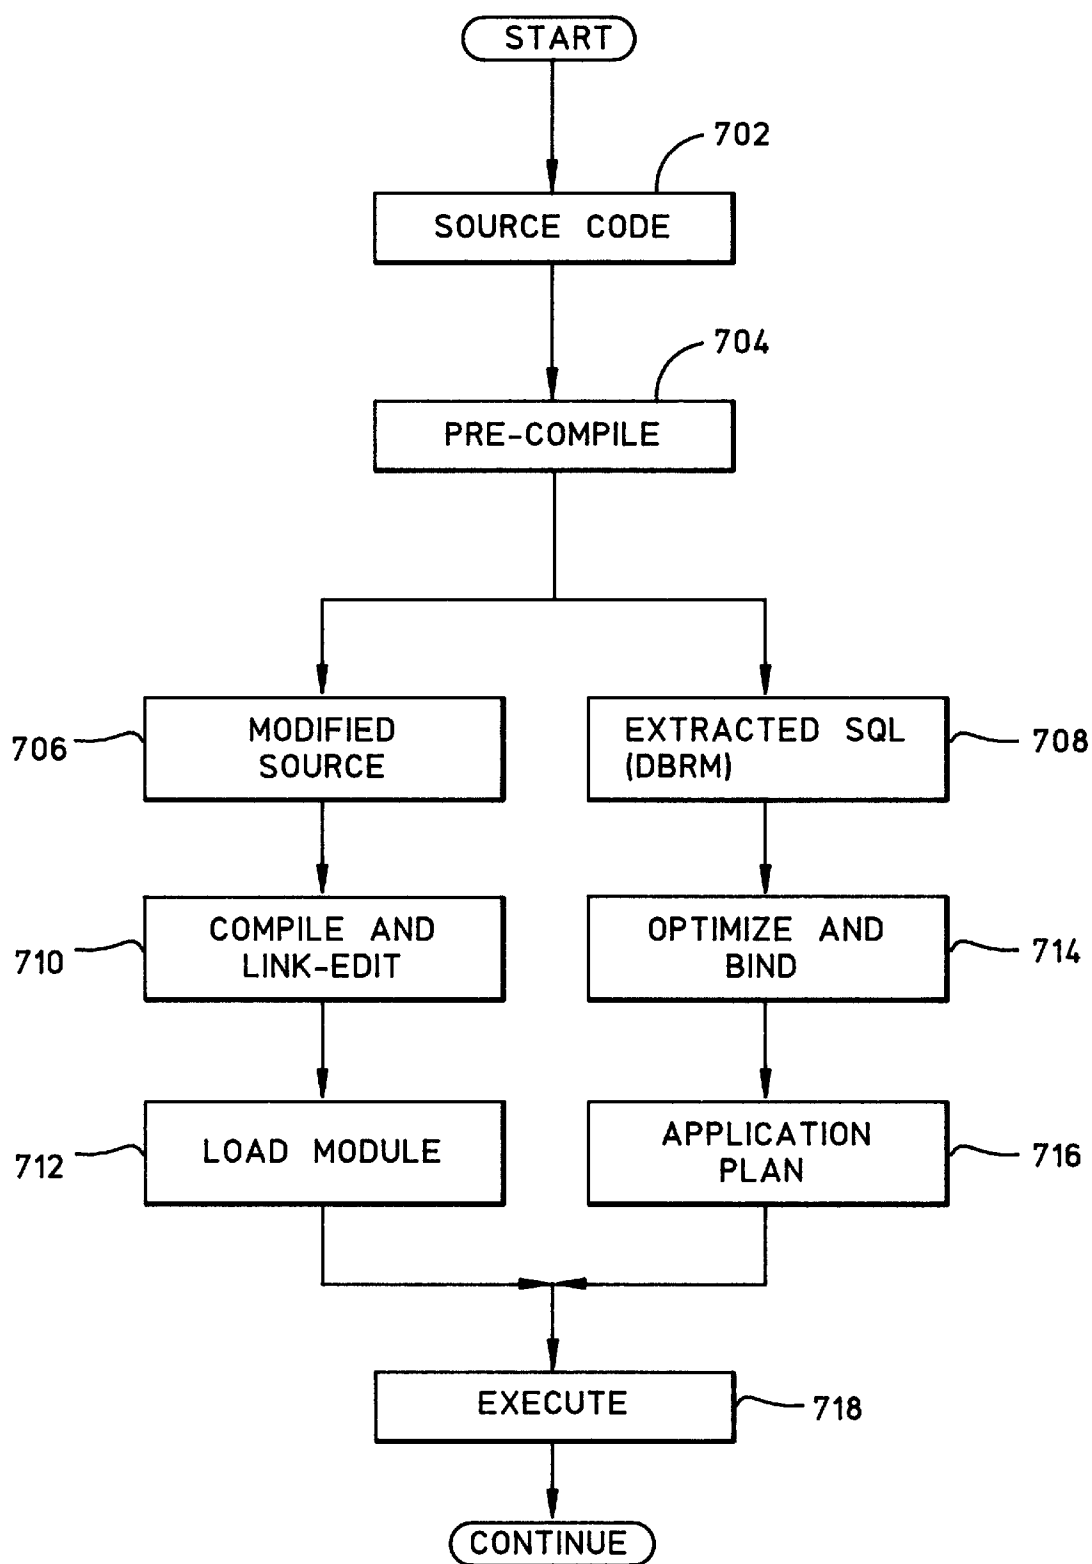 START
702
SOURCE CODE
704
PRE-COMPILE
706
MODIFIED
SOURCE
EXTRACTED SQL
(DBRM)
708
710
COMPILE AND
LINK-EDIT
OPTIMIZE AND
BIND
714
712
LOAD MODULE
APPLICATION
PLAN
716
EXECUTE
718
CONTINUE